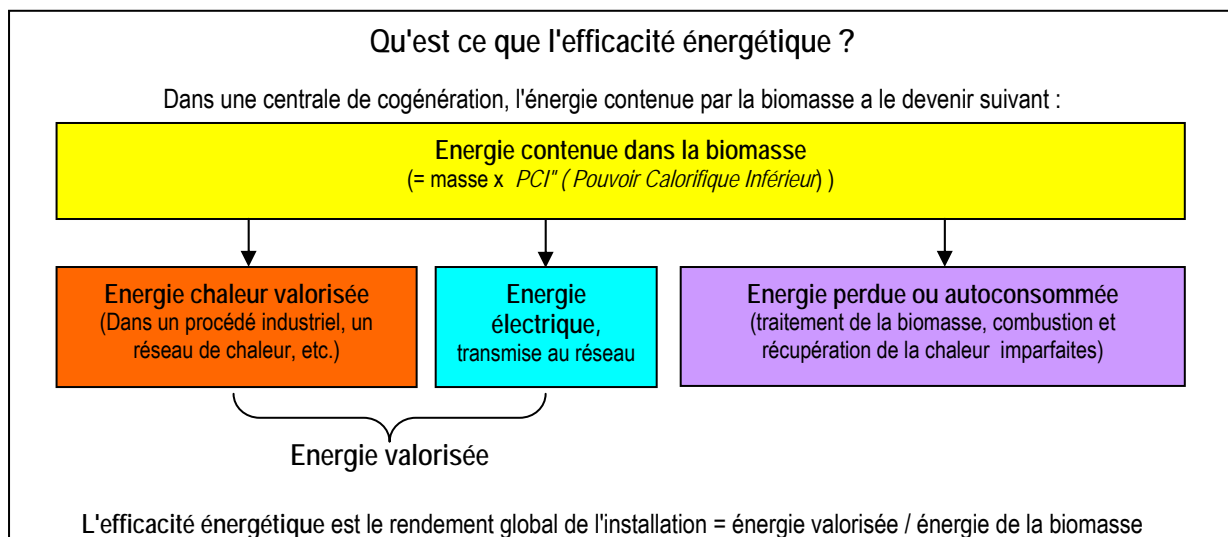 Qu'est ce que l'efficacité énergétique ?
Dans une centrale de cogénération, l'énergie contenue par la biomasse a le devenir suivant :
Energie contenue dans la biomasse
(= masse x PCI" ( Pouvoir Calorifique Inférieur) )
Energie chaleur valorisée
(Dans un procédé industriel, un
réseau de chaleur, etc.)
Energie
électrique,
transmise au réseau
Energie perdue ou autoconsommée
(traitement de la biomasse, combustion et
récupération de la chaleur imparfaites)
Energie valorisée
L'efficacité énergétique est le rendement global de l'installation = énergie valorisée / énergie de la biomasse